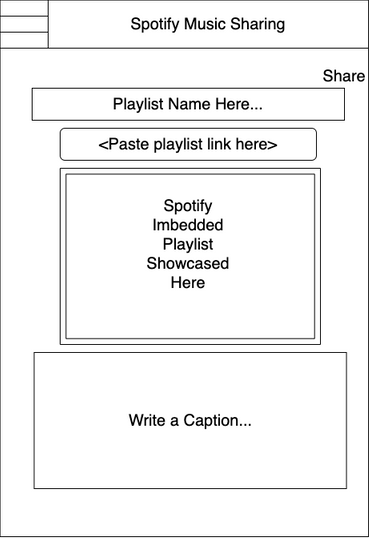 Spotify Music Sharing
Share
Playlist Name Here...
<Paste playlist link here>
Spotify
Imbedded
Playlist
Showcased
Here
Write a Caption...